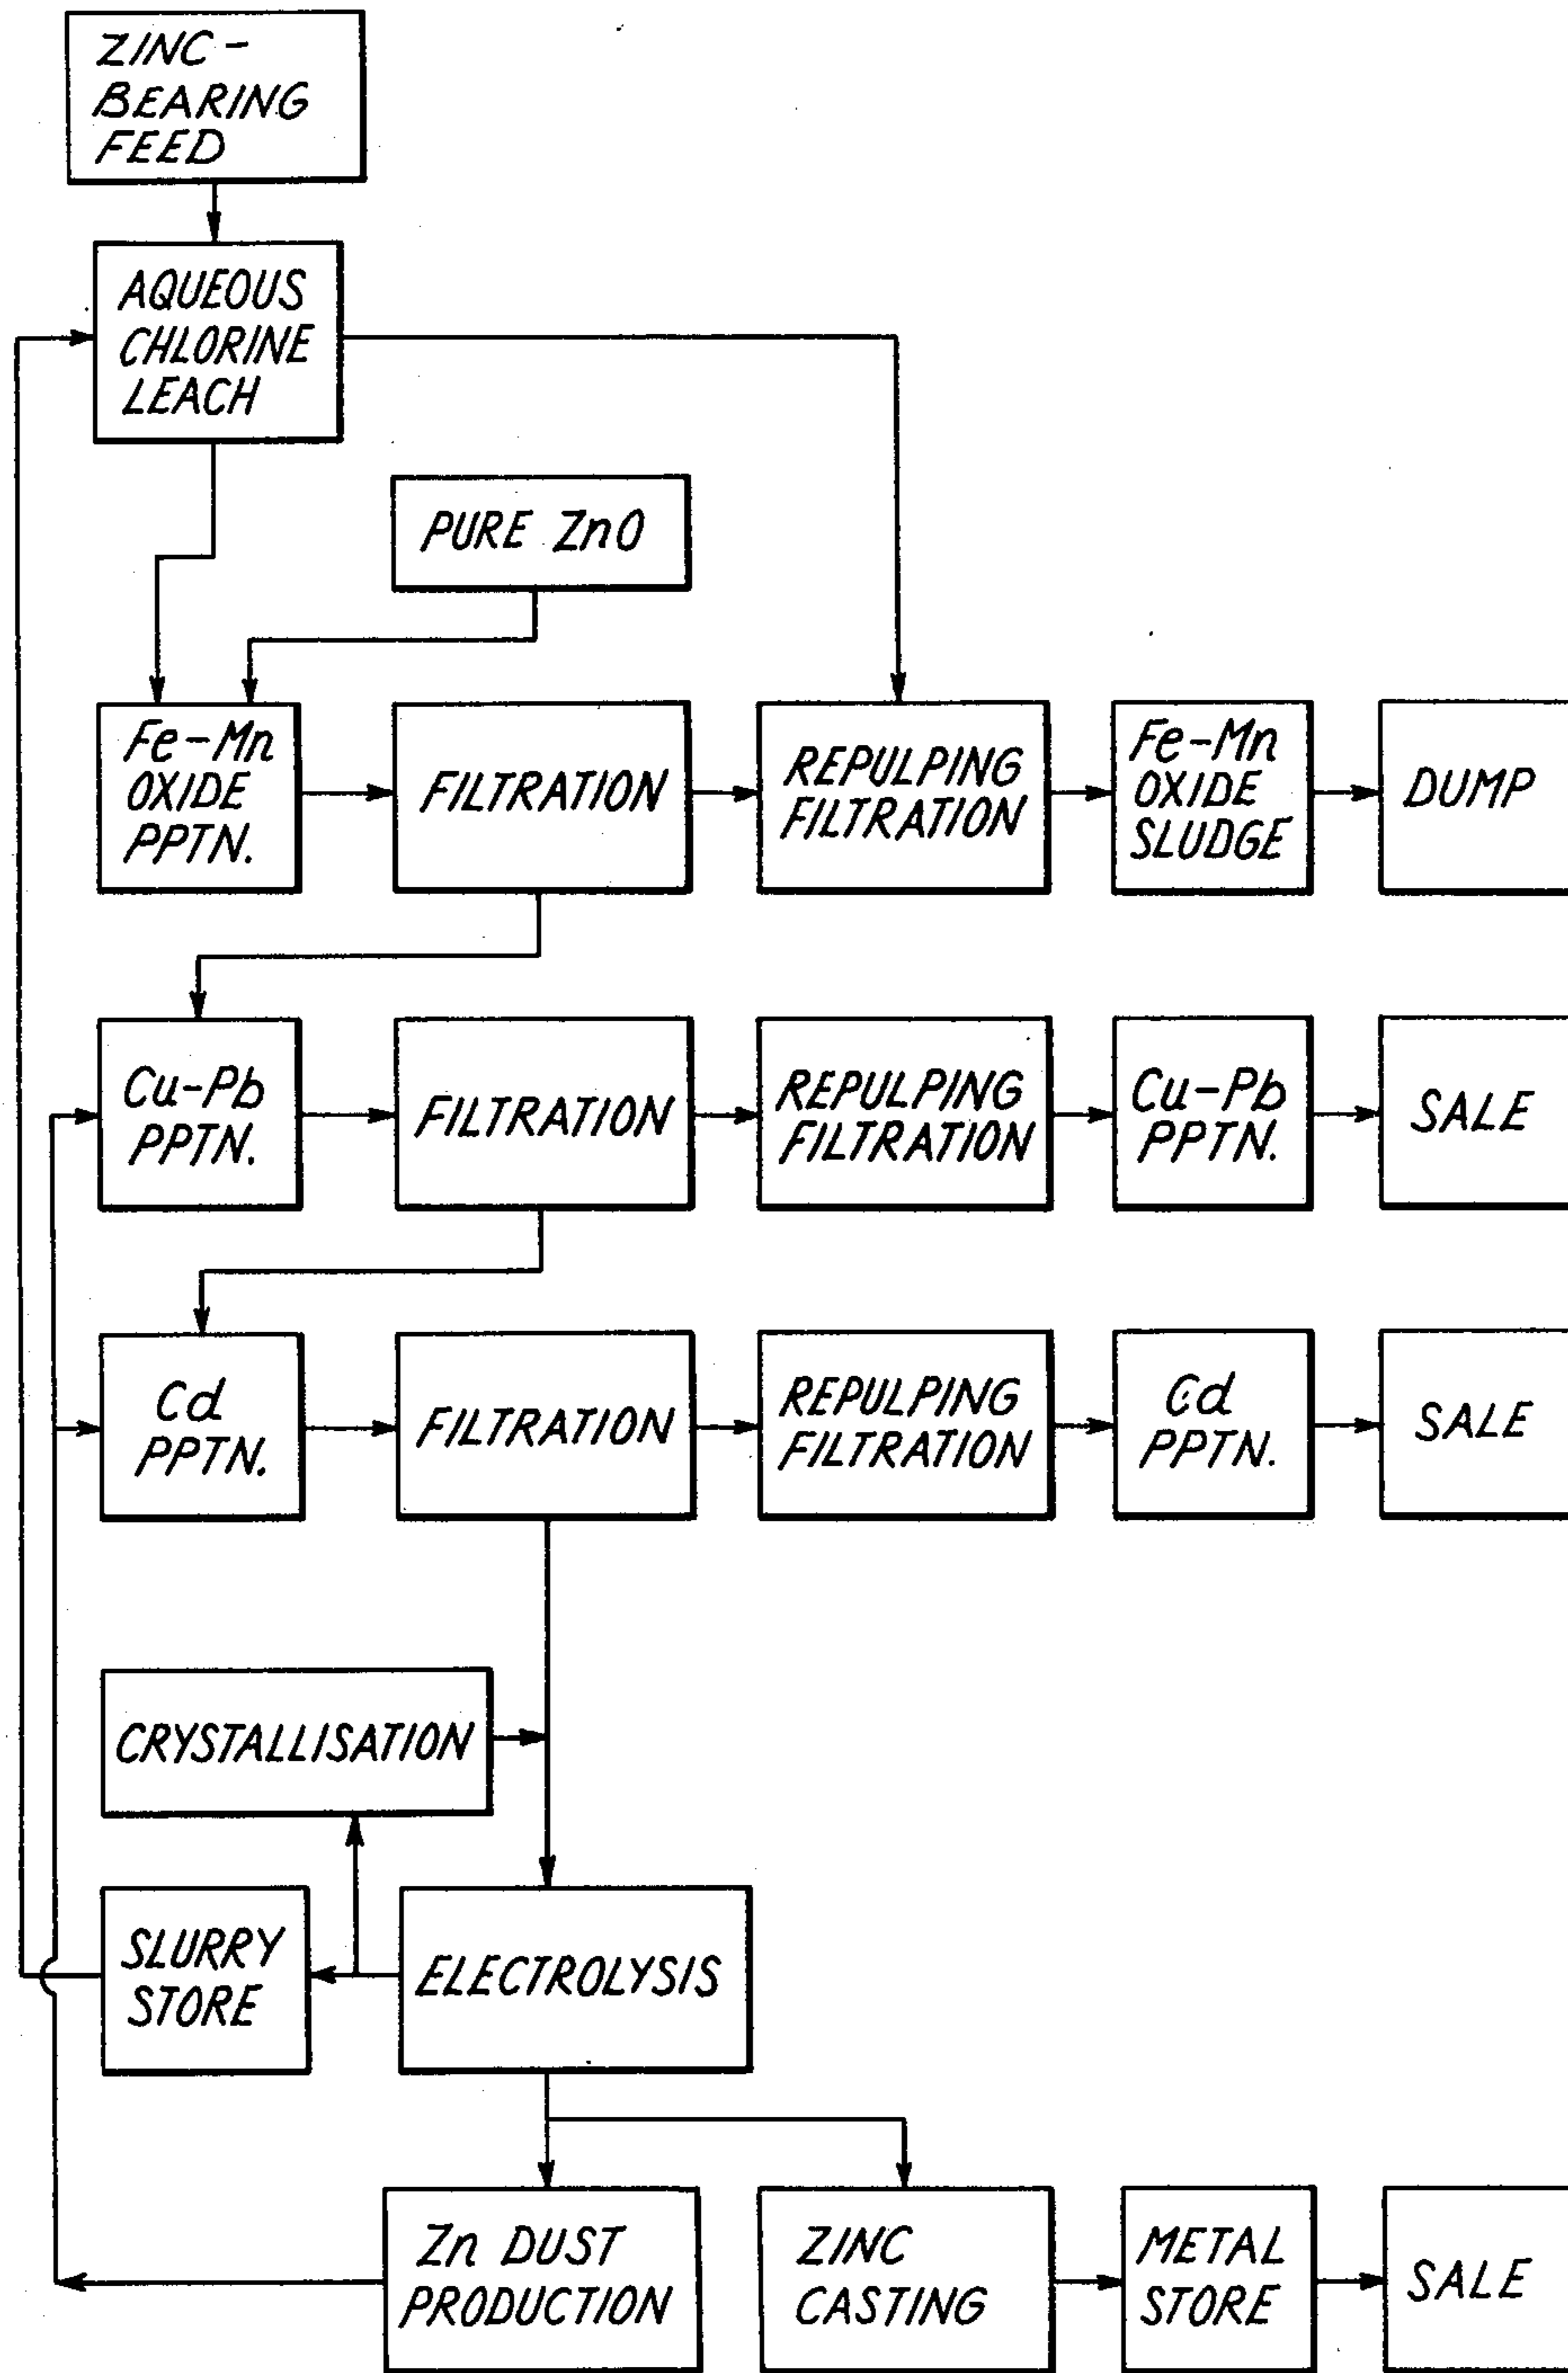 ZINC-
BEARING
FEED
AQUEOUS
CHLORINE
LEACH
PURE ZnO
Fe-Mn
OXIDE
PPTN.
FILTRATION
REPULPING
FILTRATION
Fe-Mn
OXIDE
SLUDGE
DUMP
Cu-Pb
PPTN.
FILTRATION
REPULPING
FILTRATION
Cu-Pb
PPTN.
SALE
Cd
PPTN.
FILTRATION
REPULPING
FILTRATION
Cd
PPTN.
SALE
CRYSTALLISATION
SLURRY
STORE
ELECTROLYSIS
Zn DUST
PRODUCTION
ZINC
CASTING
METAL
STORE
SALE